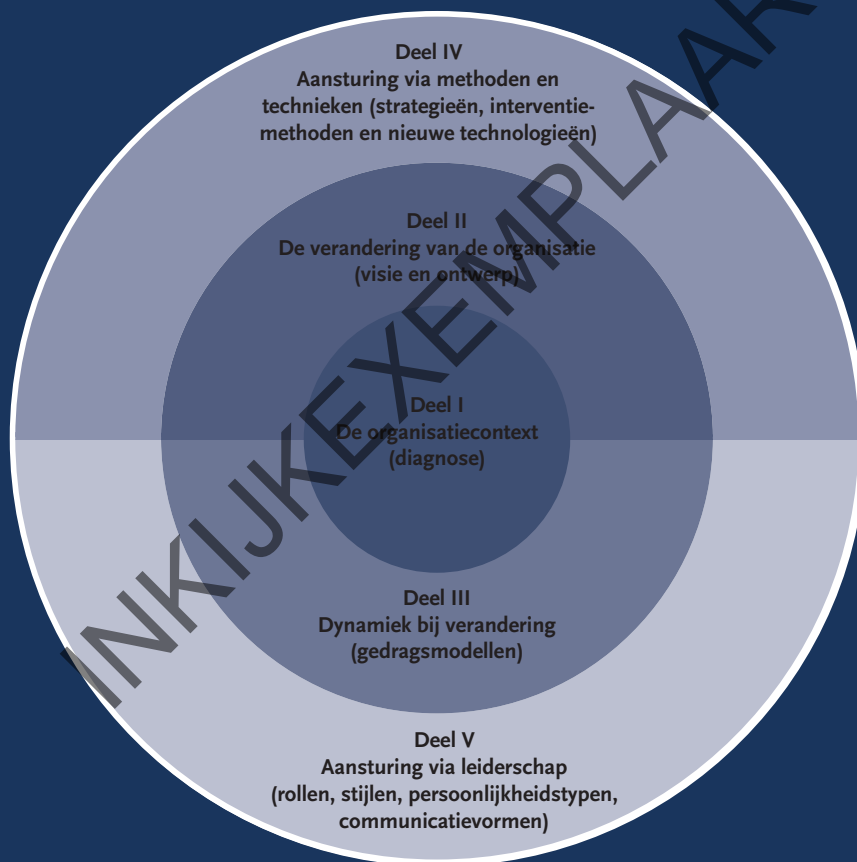 Deel IV
Aansturing via methoden en
technieken (strategieën, interventie-
methoden en nieuwe technologieën)
Deel II
De verandering van de organisatie
(visie en ontwerp)
Deel I
De organisatiecontext
(diagnose)
Deel III
Dynamiek bij verandering
(gedragsmodellen)
Deel V
Aansturing via leiderschap
(rollen, stijlen, persoonlijkheidstypen,
communicatievormen)
INKIJKEXEMPLAAR